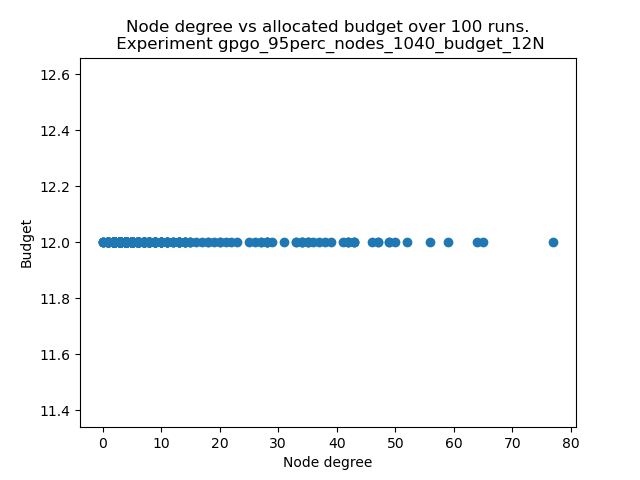 Node degree vs allocated budget over 100 runs.
Experiment gpgo_95perc_nodes_1040_budget_12N
12.6
12.4
12.2
12.0
11.8
11.6
11.4
Budget
0 10 20 30 40 50 60 70 80
Node degree